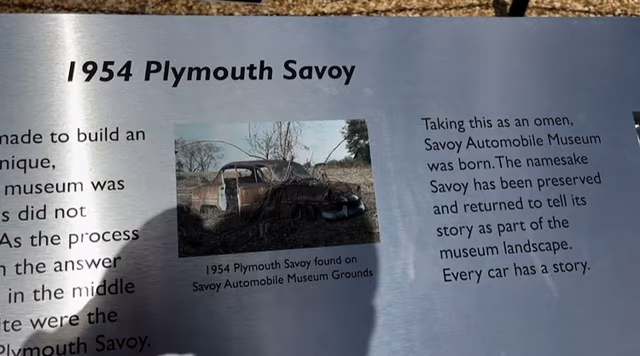 1954 Plymouth Savoy
made to build an
nique,
museum was
s did not
As the process
the answer
in the middle
ite were the
Plymouth Savoy.
1954 Plymouth Savoy found on
Savoy Automobile Museum Grounds
Taking this as an omen,
Savoy Automobile Museum
was born. The namesake
Savoy has been preserved
and returned to tell its
story as part of the
museum landscape.
Every car has a story.